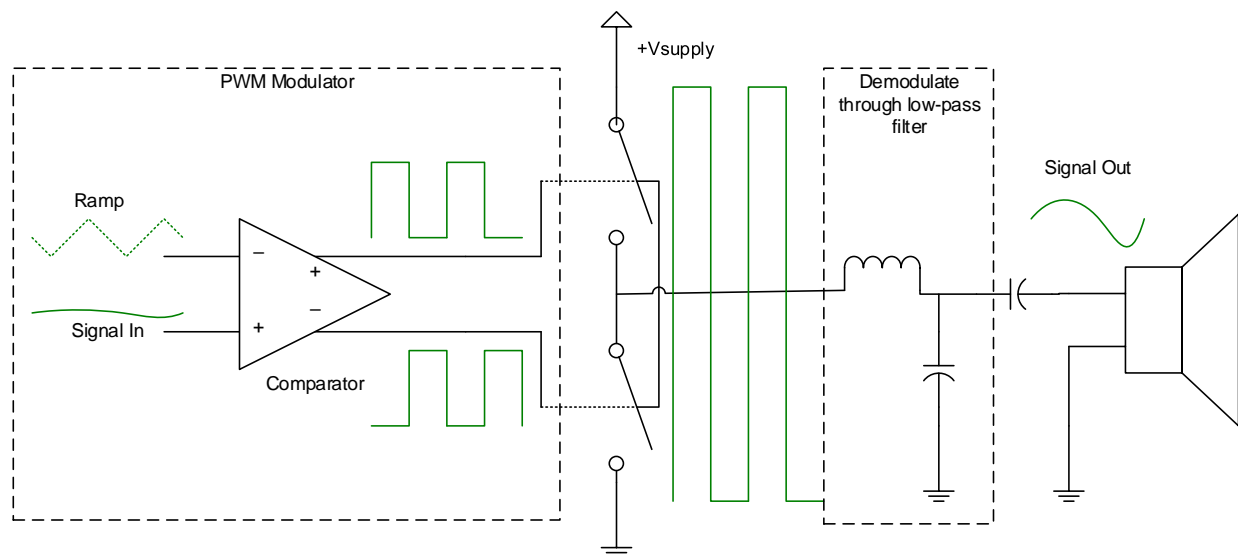 +Vsupply
PWM Modulator
Demodulate
through low-pass
filter
Signal Out
Ramp
−
+
−
Signal In
+
Comparator